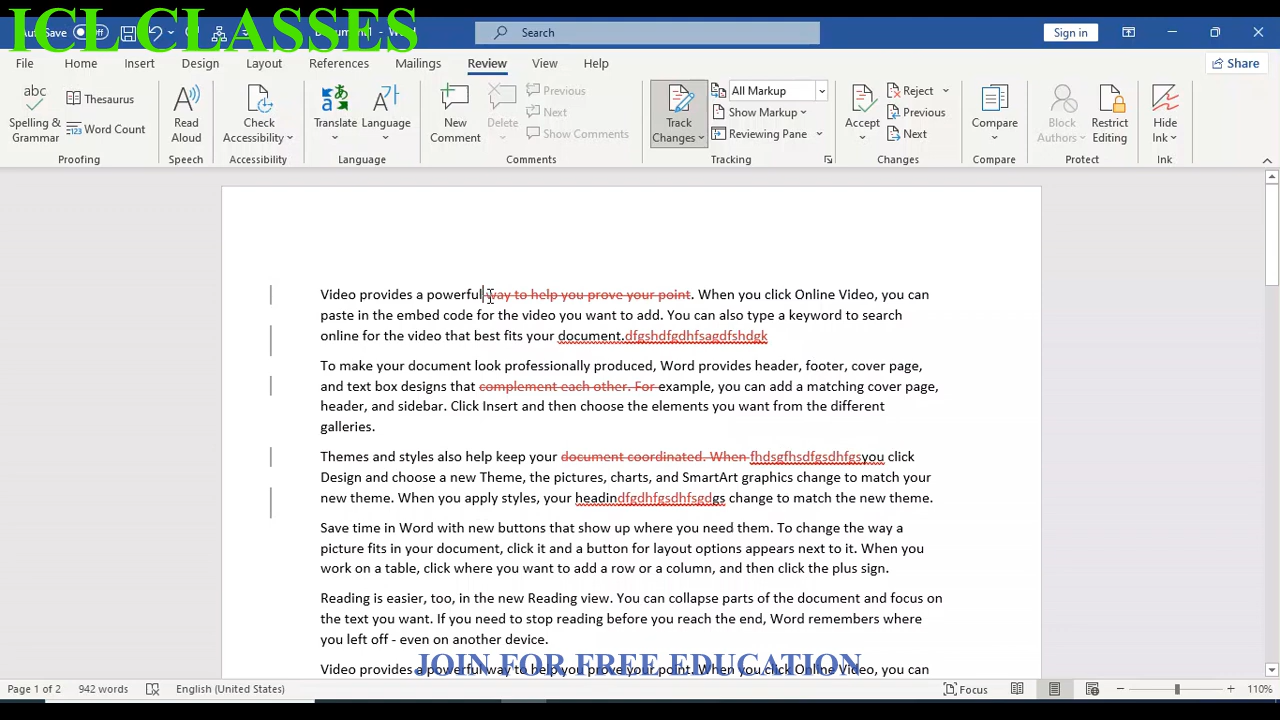 ICL CLASSES
AutoSave Off
Search
Sign in
File Home Insert Design Layout References Mailings Review View Help Share
abc
Spelling & Grammar
Thesaurus
Word Count
Proofing
Read Aloud
Speech
Check Accessibility
Accessibility
Translate
Language
Language
New Comment
Delete
Previous
Next
Show Comments
Comments
Track Changes
All Markup
Show Markup
Reviewing Pane
Tracking
Accept
Reject
Previous
Next
Changes
Compare
Compare
Block Authors
Restrict Editing
Protect
Hide Ink
Ink
Video provides a powerful way to help you prove your point. When you click Online Video, you can
paste in the embed code for the video you want to add. You can also type a keyword to search
online for the video that best fits your document.dfgshdfgdhfsagdfshdgk
To make your document look professionally produced, Word provides header, footer, cover page,
and text box designs that complement each other. For example, you can add a matching cover page,
header, and sidebar. Click Insert and then choose the elements you want from the different
galleries.
Themes and styles also help keep your document coordinated. When fhdsgfhsdfgsdhfgsyou click
Design and choose a new Theme, the pictures, charts, and SmartArt graphics change to match your
new theme. When you apply styles, your headindfgdhfgsdhfsgdgs change to match the new theme.
Save time in Word with new buttons that show up where you need them. To change the way a
picture fits in your document, click it and a button for layout options appears next to it. When you
work on a table, click where you want to add a row or a column, and then click the plus sign.
Reading is easier, too, in the new Reading view. You can collapse parts of the document and focus on
the text you want. If you need to stop reading before you reach the end, Word remembers where
you left off - even on another device.
Video provides a powerful way to help you prove your point. When you click Online Video, you can
JOIN FOR FREE EDUCATION
Page 1 of 2 942 words English (United States) Focus 110%